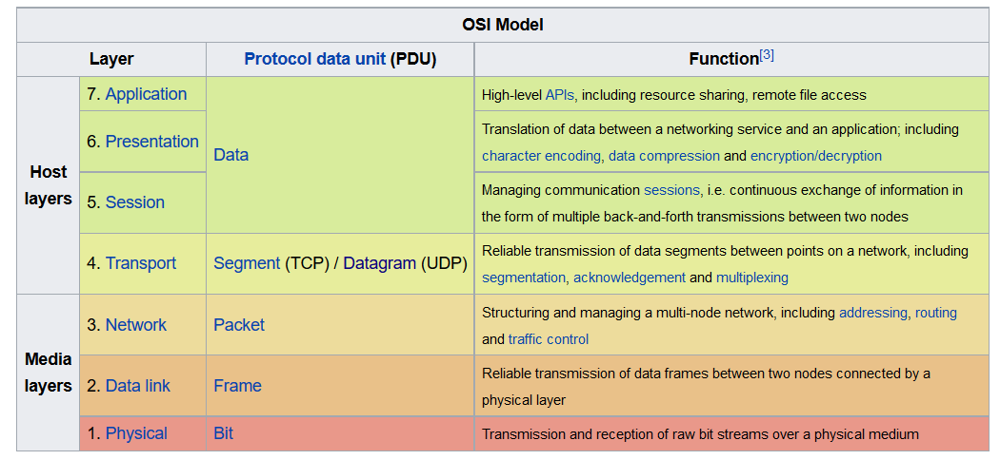 OSI Model
Layer
Protocol data unit (PDU)
Function[3]
Host
layers
7. Application
Data
High-level APIs, including resource sharing, remote file access
6. Presentation
Translation of data between a networking service and an application; including
character encoding, data compression and encryption/decryption
5. Session
Managing communication sessions, i.e. continuous exchange of information in
the form of multiple back-and-forth transmissions between two nodes
4. Transport
Segment (TCP) / Datagram (UDP)
Reliable transmission of data segments between points on a network, including
segmentation, acknowledgement and multiplexing
Media
layers
3. Network
Packet
Structuring and managing a multi-node network, including addressing, routing
and traffic control
2. Data link
Frame
Reliable transmission of data frames between two nodes connected by a
physical layer
1. Physical
Bit
Transmission and reception of raw bit streams over a physical medium